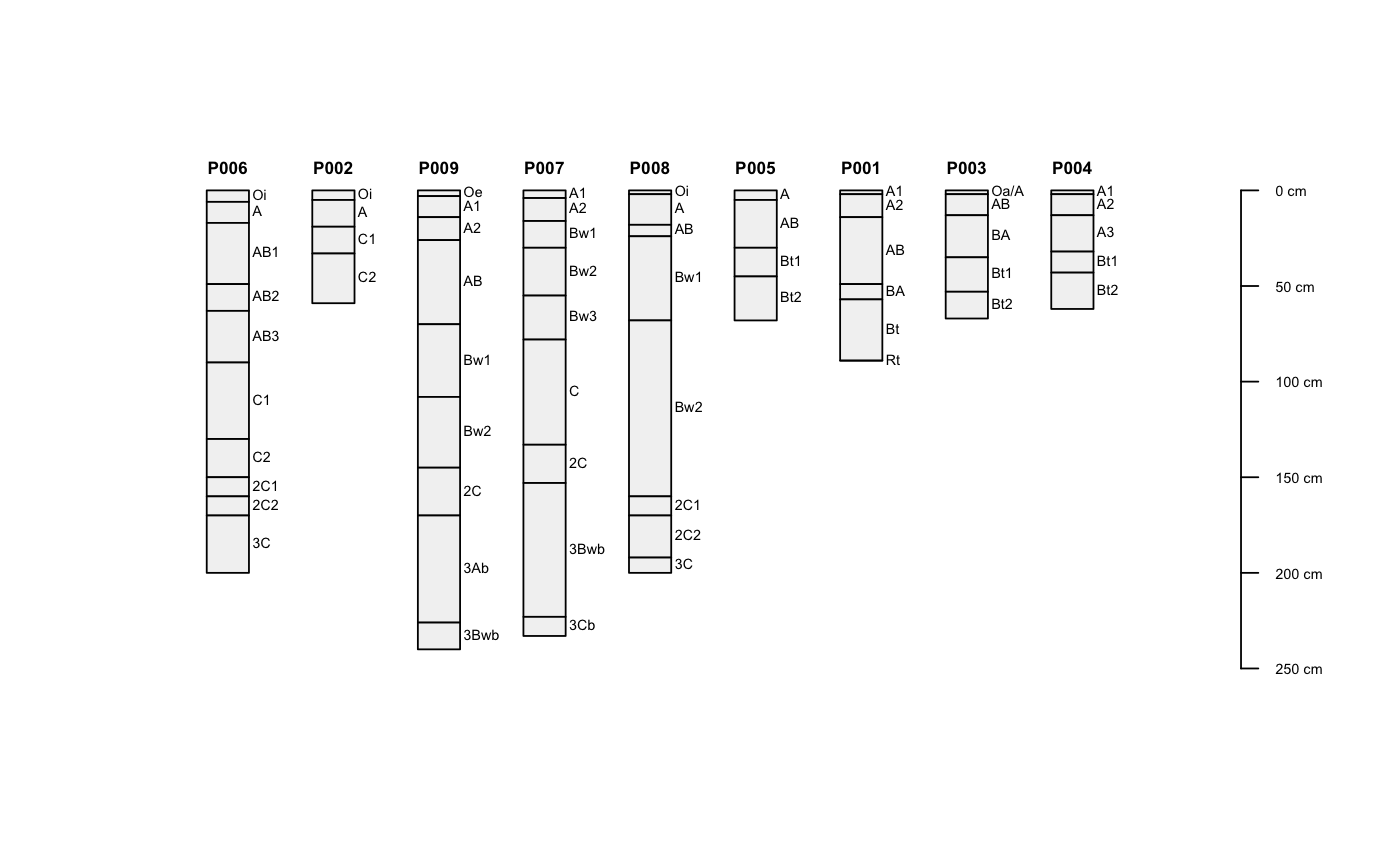 P006 P002 P009 P007 P008 P005 P001 P003 P004
Oi
A
AB1
AB2
AB3
C1
C2
2C1
2C2
3C
Oi
A
C1
C2
Oe
A1
A2
AB
Bw1
Bw2
2C
3Ab
3Bwb
A1
A2
Bw1
Bw2
Bw3
C
2C
3Bwb
3Cb
Oi
A
AB
Bw1
Bw2
2C1
2C2
3C
A
AB
Bt1
Bt2
A1
A2
AB
BA
Bt
Rt
Oa/A
AB
BA
Bt1
Bt2
A1
A2
A3
Bt1
Bt2
0 cm
50 cm
100 cm
150 cm
200 cm
250 cm